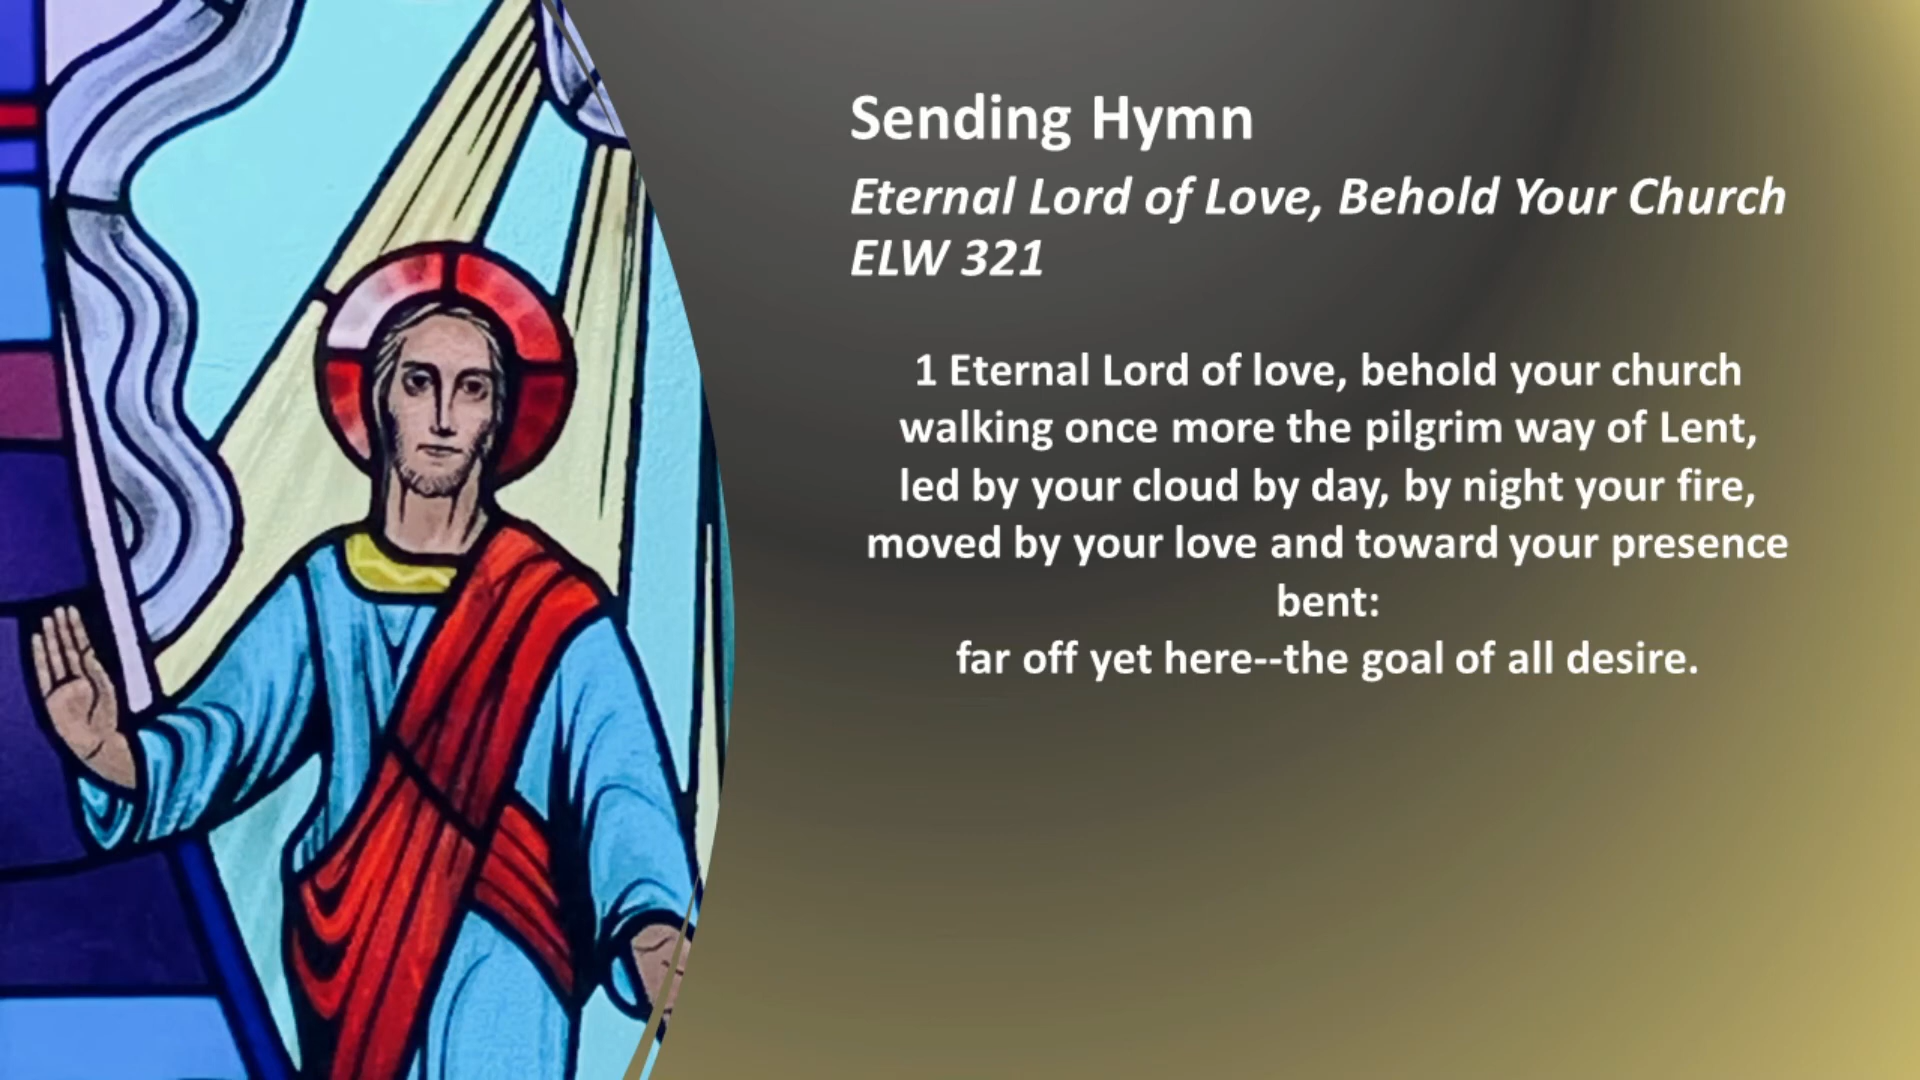 Sending Hymn
Eternal Lord of Love, Behold Your Church
ELW 321
1 Eternal Lord of love, behold your church
walking once more the pilgrim way of Lent,
led by your cloud by day, by night your fire,
moved by your love and toward your presence
bent:
far off yet here--the goal of all desire.